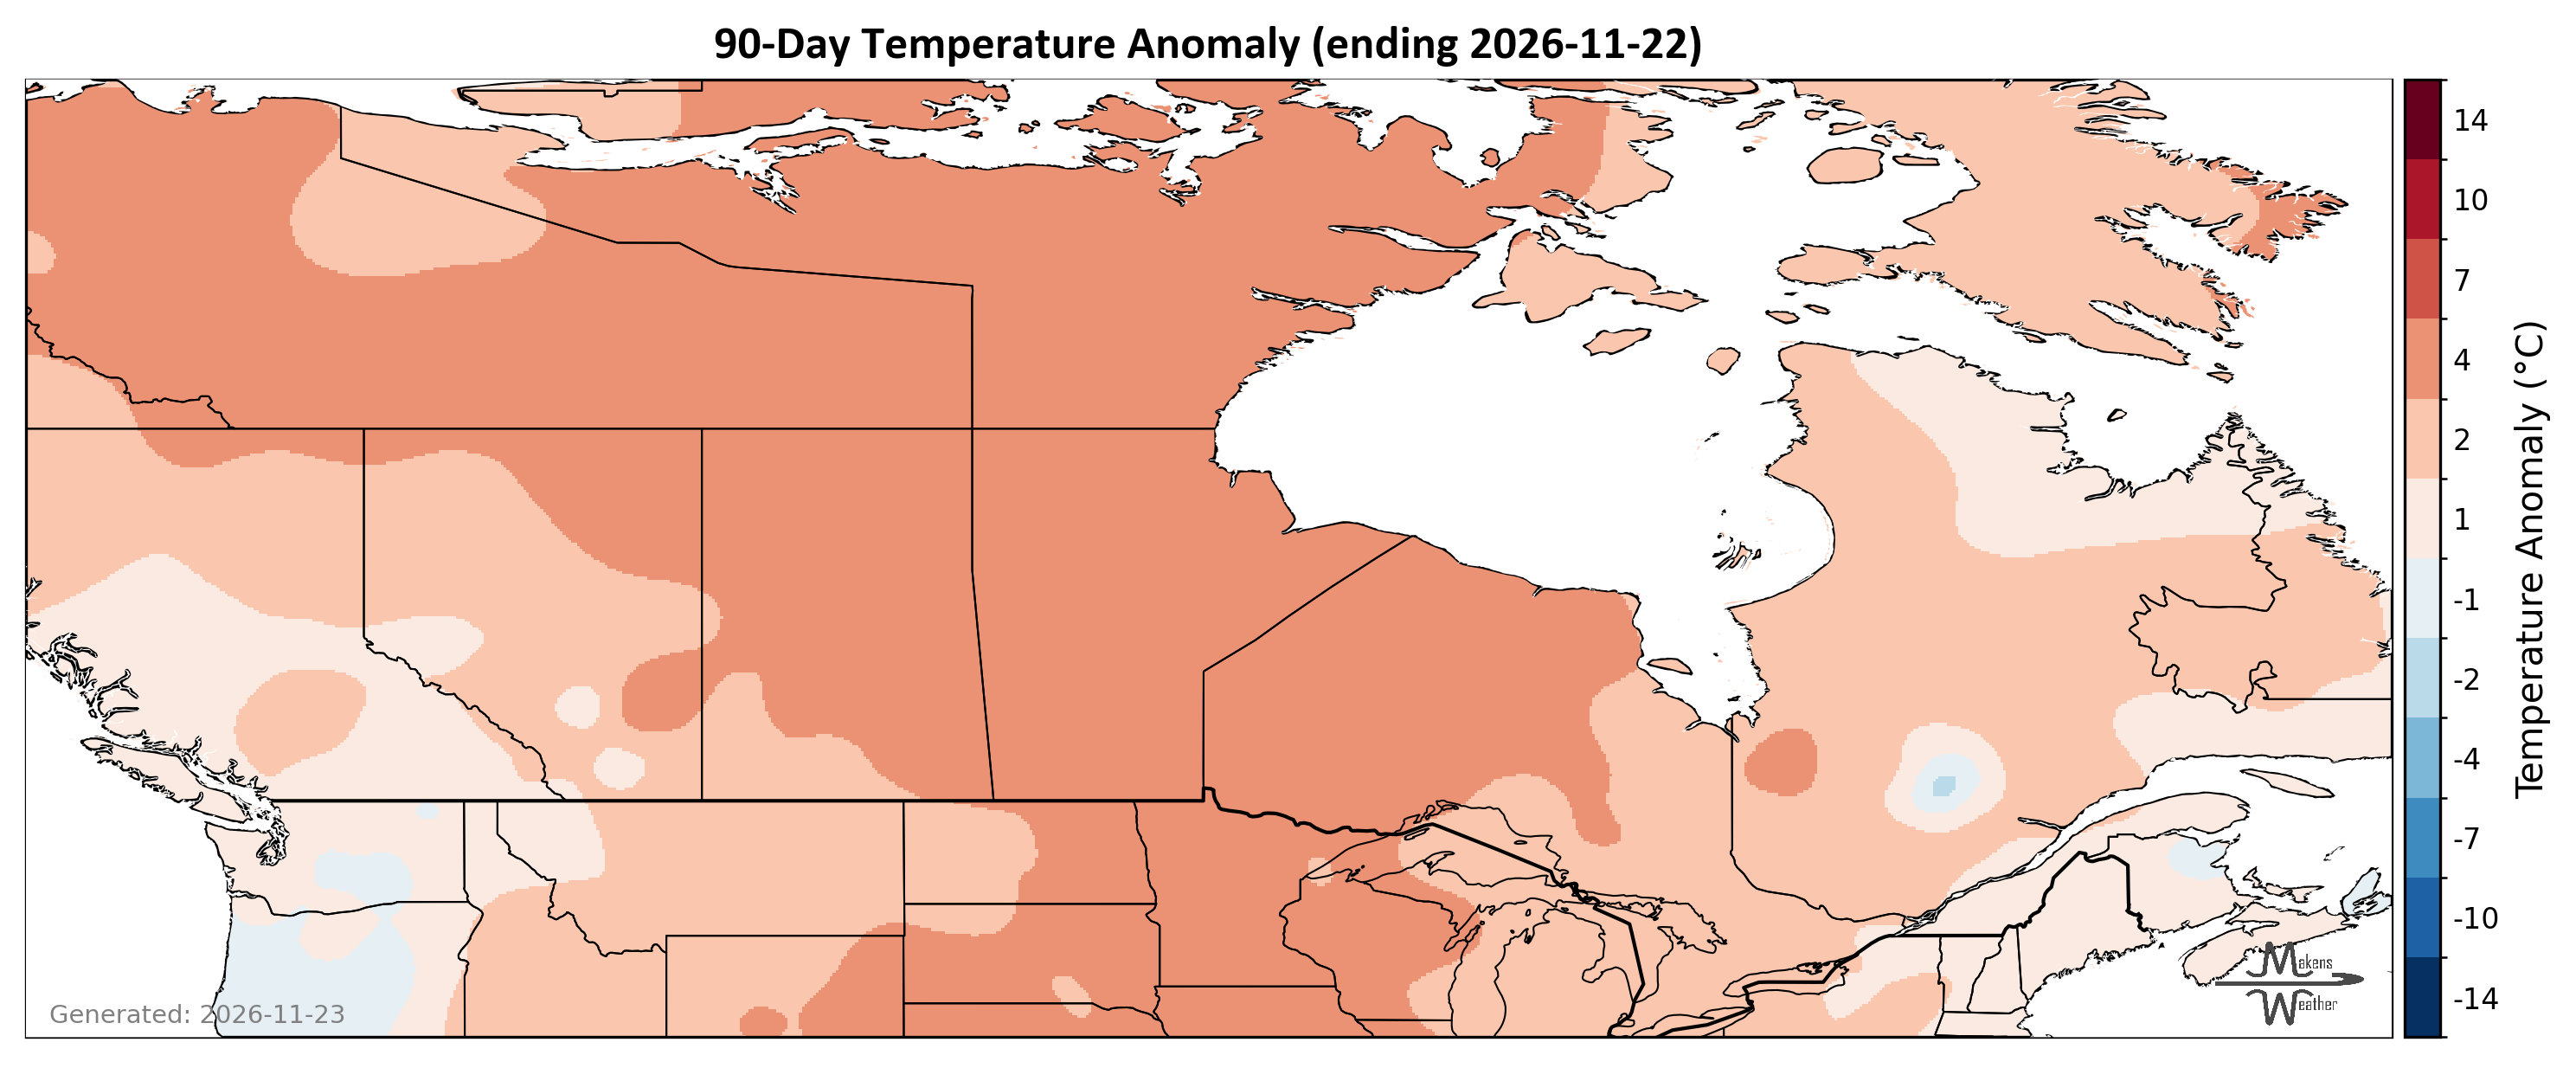 90-Day Temperature Anomaly (ending 2026-11-22)
14
10
7
4
2
1
-1
-2
-4
-7
-10
-14
Temperature Anomaly (°C)
Makens
Weather
Generated: 2026-11-23